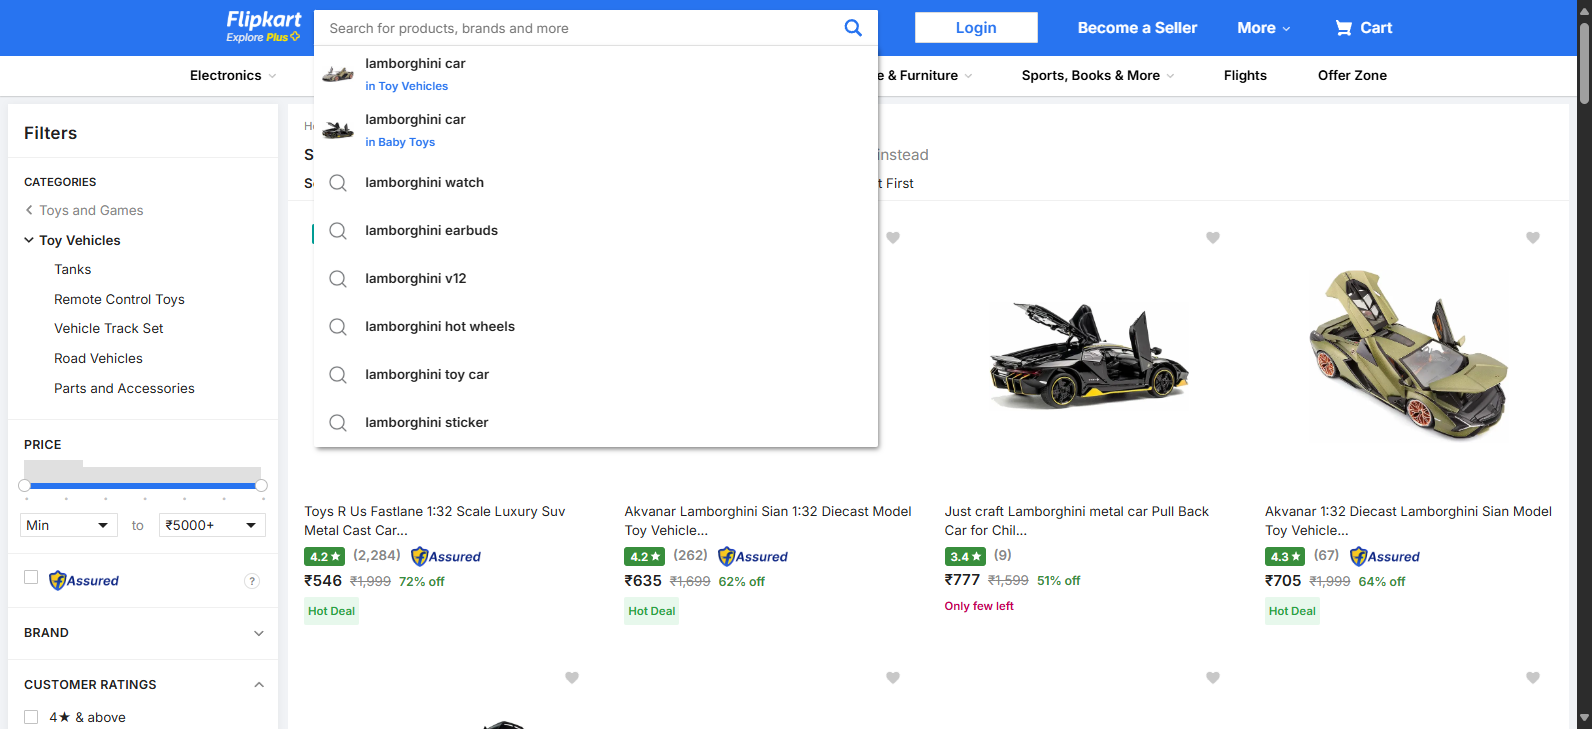 Flipkart
Explore Plus
Search for products, brands and more
Login
Become a Seller
More
Cart
Electronics
& Furniture
Sports, Books & More
Flights
Offer Zone
lamborghini car
in Toy Vehicles
lamborghini car
in Baby Toys
lamborghini watch
lamborghini earbuds
lamborghini v12
lamborghini hot wheels
lamborghini toy car
lamborghini sticker
instead
t First
Filters
CATEGORIES
Toys and Games
Toy Vehicles
Tanks
Remote Control Toys
Vehicle Track Set
Road Vehicles
Parts and Accessories
PRICE
Min to ₹5000+
Assured ?
BRAND
CUSTOMER RATINGS
4★ & above
Toys R Us Fastlane 1:32 Scale Luxury Suv
Metal Cast Car...
4.2★ (2,284) Assured
₹546 ₹1,999 72% off
Hot Deal
Akvanar Lamborghini Sian 1:32 Diecast Model
Toy Vehicle...
4.2★ (262) Assured
₹635 ₹1,699 62% off
Hot Deal
Just craft Lamborghini metal car Pull Back
Car for Chil...
3.4★ (9)
₹777 ₹1,599 51% off
Only few left
Akvanar 1:32 Diecast Lamborghini Sian Model
Toy Vehicle...
4.3★ (67) Assured
₹705 ₹1,999 64% off
Hot Deal